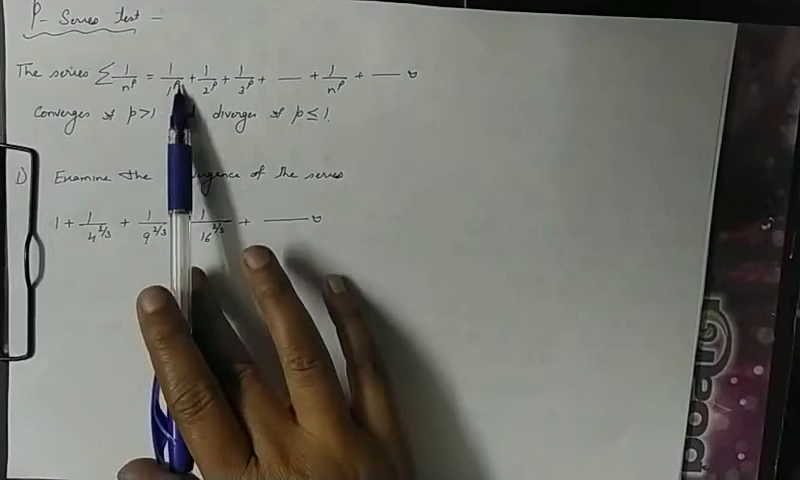 P- Series test -
The series ∑ 1/n^p = 1/1^p + 1/2^p + 1/3^p + — + 1/n^p + — ∞
Converges if p>1 diverges if p ≤ 1.
1) Examine the of the series
1 + 1/4^2/3 + 1/9^2/3 1/16^2/3 + — ∞